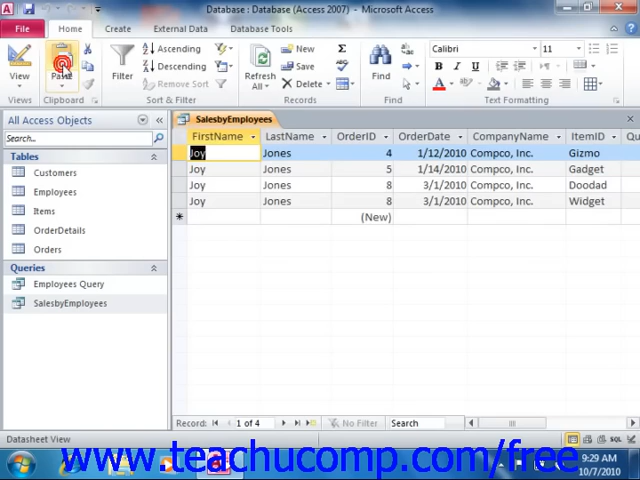 Database : Database (Access 2007) - Microsoft Access
File Home Create External Data Database Tools
View Paste Filter Ascending Descending Remove Sort Refresh All New Save Delete Find Calibri 11
B I U A
Views Clipboard Sort & Filter Records Find Text Formatting
All Access Objects
Search...
Tables
Customers
Employees
Items
OrderDetails
Orders
Queries
Employees Query
SalesbyEmployees
SalesbyEmployees
FirstName LastName OrderID OrderDate CompanyName ItemID Qu
Joy Jones 4 1/12/2010 Compco, Inc. Gizmo
Joy Jones 5 1/14/2010 Compco, Inc. Gadget
Joy Jones 8 3/1/2010 Compco, Inc. Doodad
Joy Jones 8 3/1/2010 Compco, Inc. Widget
(New)
Record: 1 of 4 No Filter Search
Datasheet View SQL
www.teachucomp.com/free
9:29 AM
10/7/2010